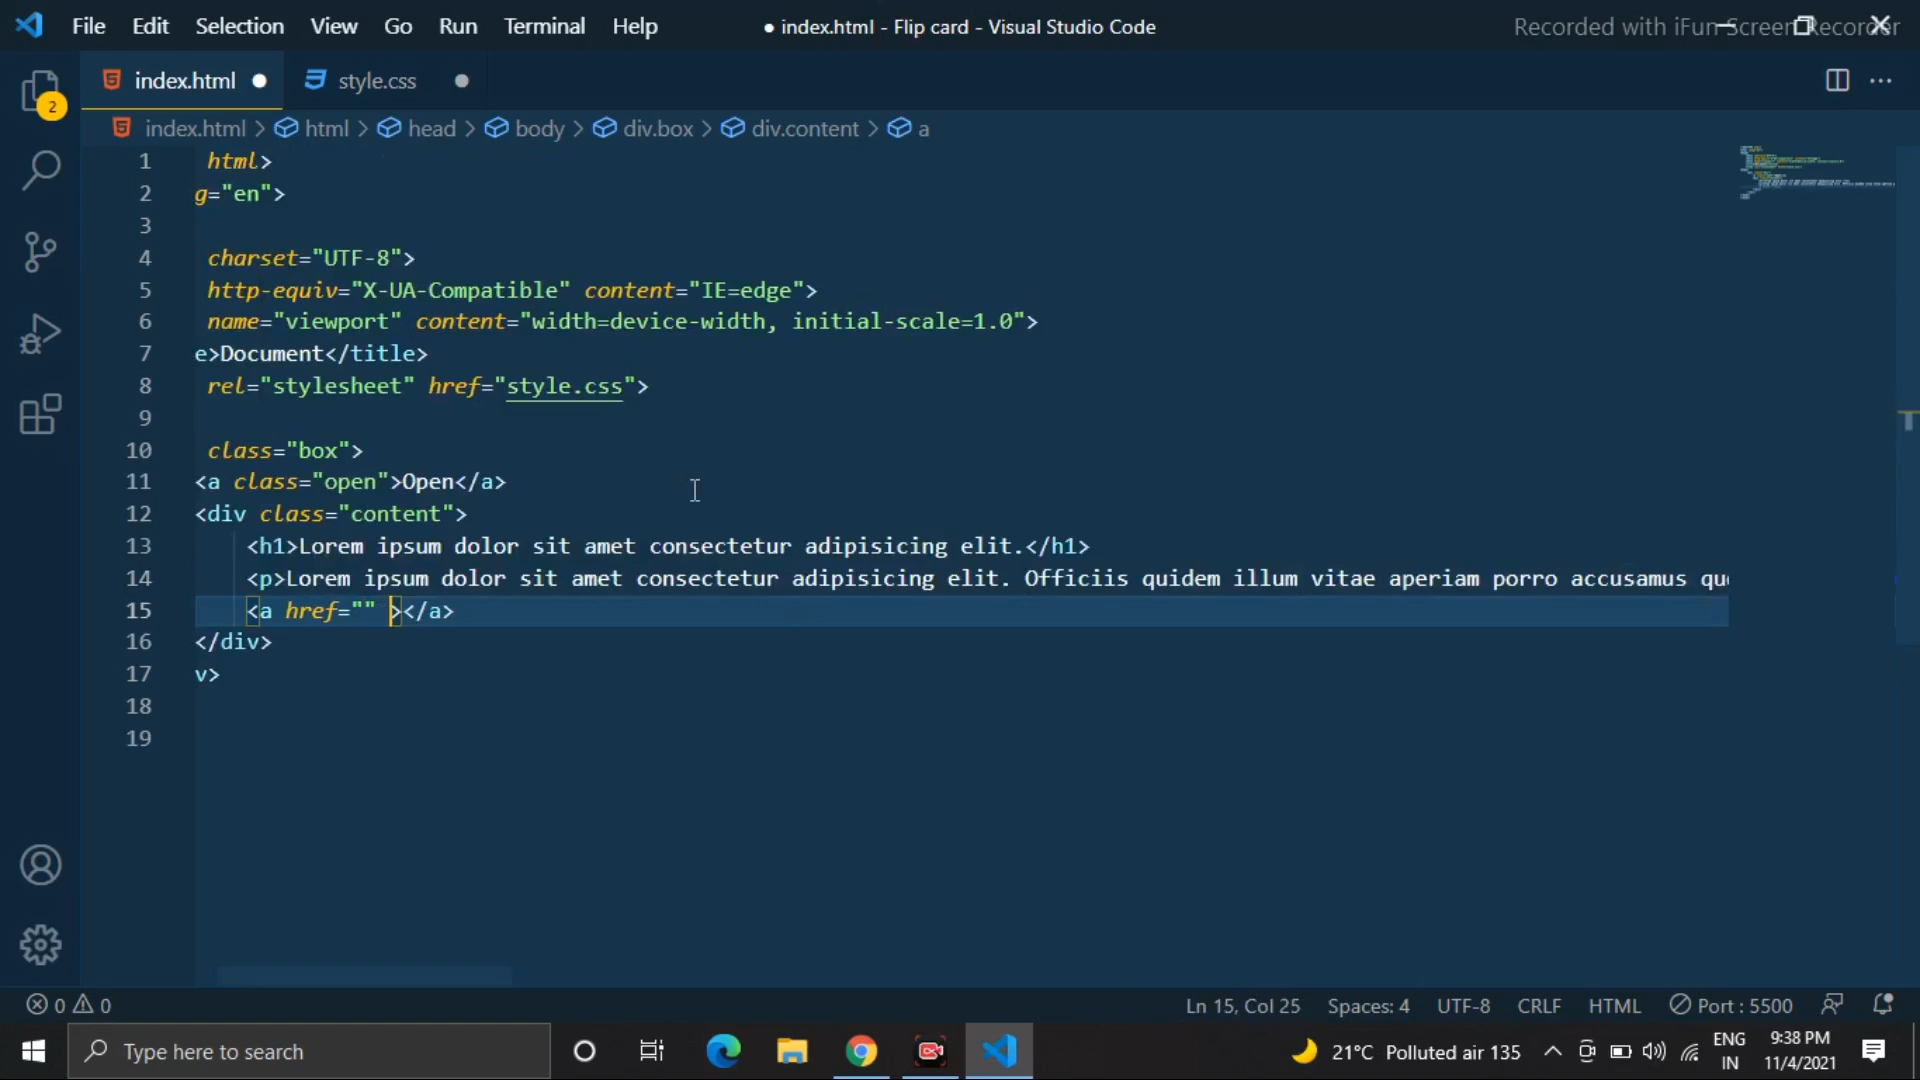 File Edit Selection View Go Run Terminal Help
● index.html - Flip card - Visual Studio Code
Recorded with iFun Screen Recorder
index.html style.css
2
index.html > html > head > body > div.box > div.content > a
1 html>
2 g="en">
3
4 charset="UTF-8">
5 http-equiv="X-UA-Compatible" content="IE=edge">
6 name="viewport" content="width=device-width, initial-scale=1.0">
7 e>Document</title>
8 rel="stylesheet" href="style.css">
9
10 class="box">
11 <a class="open">Open</a>
12 <div class="content">
13 <h1>Lorem ipsum dolor sit amet consectetur adipisicing elit.</h1>
14 <p>Lorem ipsum dolor sit amet consectetur adipisicing elit. Officiis quidem illum vitae aperiam porro accusamus
15 <a href="" ></a>
16 </div>
17 v>
18
19
0 0 Ln 15, Col 25 Spaces: 4 UTF-8 CRLF HTML Port : 5500
Type here to search
21°C Polluted air 135
ENG
IN
9:38 PM
11/4/2021